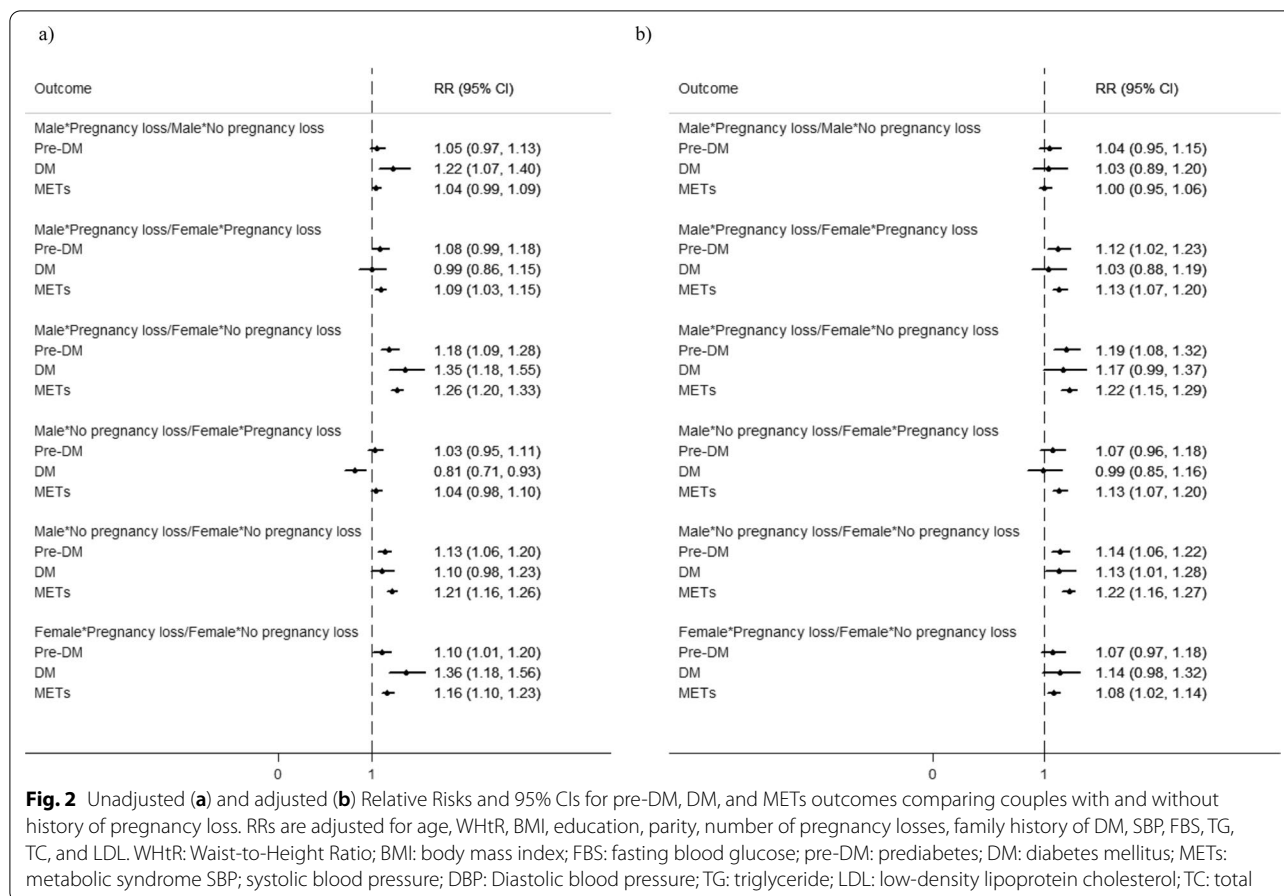 a)
Outcome RR (95% CI)
Male*Pregnancy loss/Male*No pregnancy loss
Pre-DM 1.05 (0.97, 1.13)
DM 1.22 (1.07, 1.40)
METs 1.04 (0.99, 1.09)
Male*Pregnancy loss/Female*Pregnancy loss
Pre-DM 1.08 (0.99, 1.18)
DM 0.99 (0.86, 1.15)
METs 1.09 (1.03, 1.15)
Male*Pregnancy loss/Female*No pregnancy loss
Pre-DM 1.18 (1.09, 1.28)
DM 1.35 (1.18, 1.55)
METs 1.26 (1.20, 1.33)
Male*No pregnancy loss/Female*Pregnancy loss
Pre-DM 1.03 (0.95, 1.11)
DM 0.81 (0.71, 0.93)
METs 1.04 (0.98, 1.10)
Male*No pregnancy loss/Female*No pregnancy loss
Pre-DM 1.13 (1.06, 1.20)
DM 1.10 (0.98, 1.23)
METs 1.21 (1.16, 1.26)
Female*Pregnancy loss/Female*No pregnancy loss
Pre-DM 1.10 (1.01, 1.20)
DM 1.36 (1.18, 1.56)
METs 1.16 (1.10, 1.23)
0 1
b)
Outcome RR (95% CI)
Male*Pregnancy loss/Male*No pregnancy loss
Pre-DM 1.04 (0.95, 1.15)
DM 1.03 (0.89, 1.20)
METs 1.00 (0.95, 1.06)
Male*Pregnancy loss/Female*Pregnancy loss
Pre-DM 1.12 (1.02, 1.23)
DM 1.03 (0.88, 1.19)
METs 1.13 (1.07, 1.20)
Male*Pregnancy loss/Female*No pregnancy loss
Pre-DM 1.19 (1.08, 1.32)
DM 1.17 (0.99, 1.37)
METs 1.22 (1.15, 1.29)
Male*No pregnancy loss/Female*Pregnancy loss
Pre-DM 1.07 (0.96, 1.18)
DM 0.99 (0.85, 1.16)
METs 1.13 (1.07, 1.20)
Male*No pregnancy loss/Female*No pregnancy loss
Pre-DM 1.14 (1.06, 1.22)
DM 1.13 (1.01, 1.28)
METs 1.22 (1.16, 1.27)
Female*Pregnancy loss/Female*No pregnancy loss
Pre-DM 1.07 (0.97, 1.18)
DM 1.14 (0.98, 1.32)
METs 1.08 (1.02, 1.14)
0 1
Fig. 2 Unadjusted (a) and adjusted (b) Relative Risks and 95% CIs for pre-DM, DM, and METs outcomes comparing couples with and without
history of pregnancy loss. RRs are adjusted for age, WHtR, BMI, education, parity, number of pregnancy losses, family history of DM, SBP, FBS, TG,
TC, and LDL. WHtR: Waist-to-Height Ratio; BMI: body mass index; FBS: fasting blood glucose; pre-DM: prediabetes; DM: diabetes mellitus; METs:
metabolic syndrome SBP; systolic blood pressure; DBP: Diastolic blood pressure; TG: triglyceride; LDL: low-density lipoprotein cholesterol; TC: total